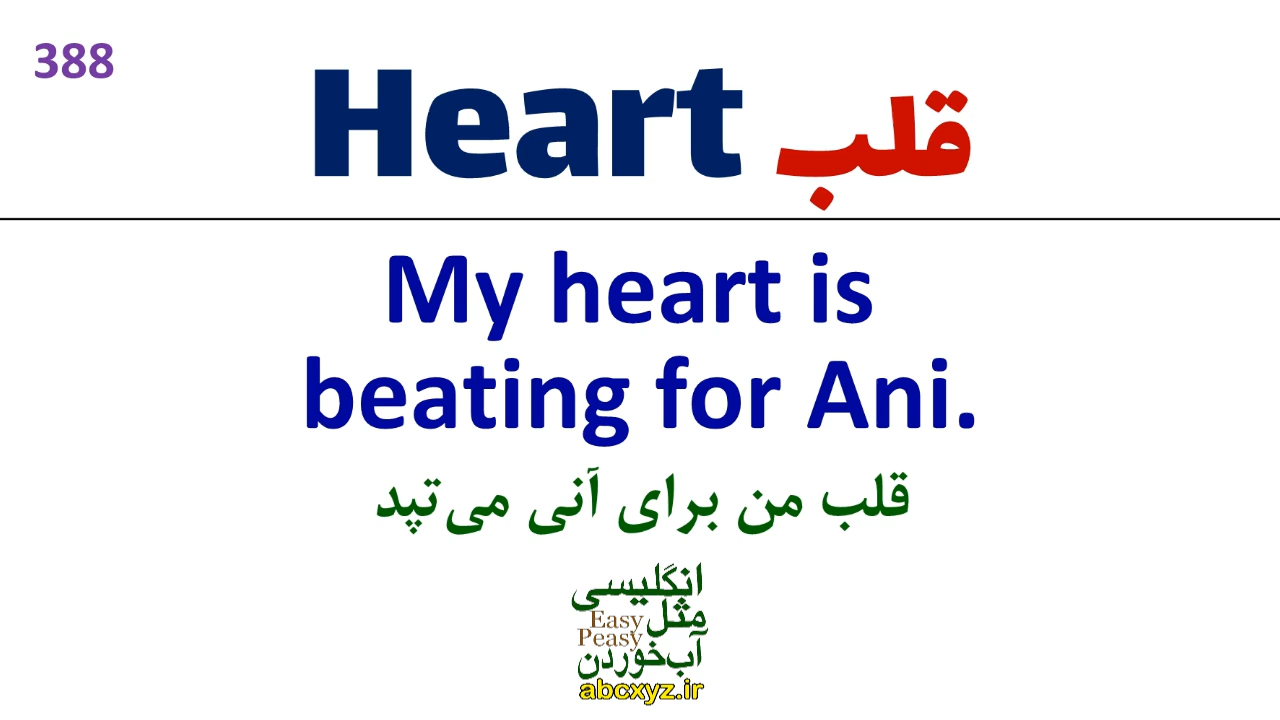 388
Heart قلب
My heart is
beating for Ani.
قلب من برای آنی می‌تپد
انگلیسی
مثل
Easy
Peasy
آب‌خوردن
abcxyz.ir